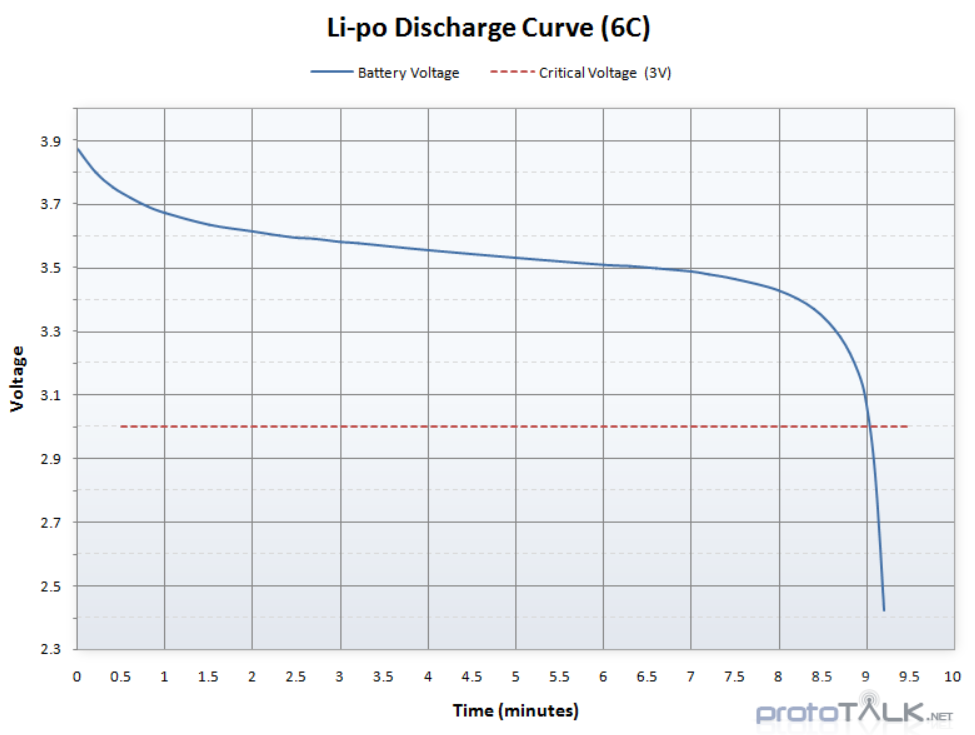 Li-po Discharge Curve (6C)
Battery Voltage Critical Voltage (3V)
3.9
3.7
3.5
3.3
3.1
2.9
2.7
2.5
2.3
Voltage
0 0.5 1 1.5 2 2.5 3 3.5 4 4.5 5 5.5 6 6.5 7 7.5 8 8.5 9 9.5 10
Time (minutes)
protoTALK.NET